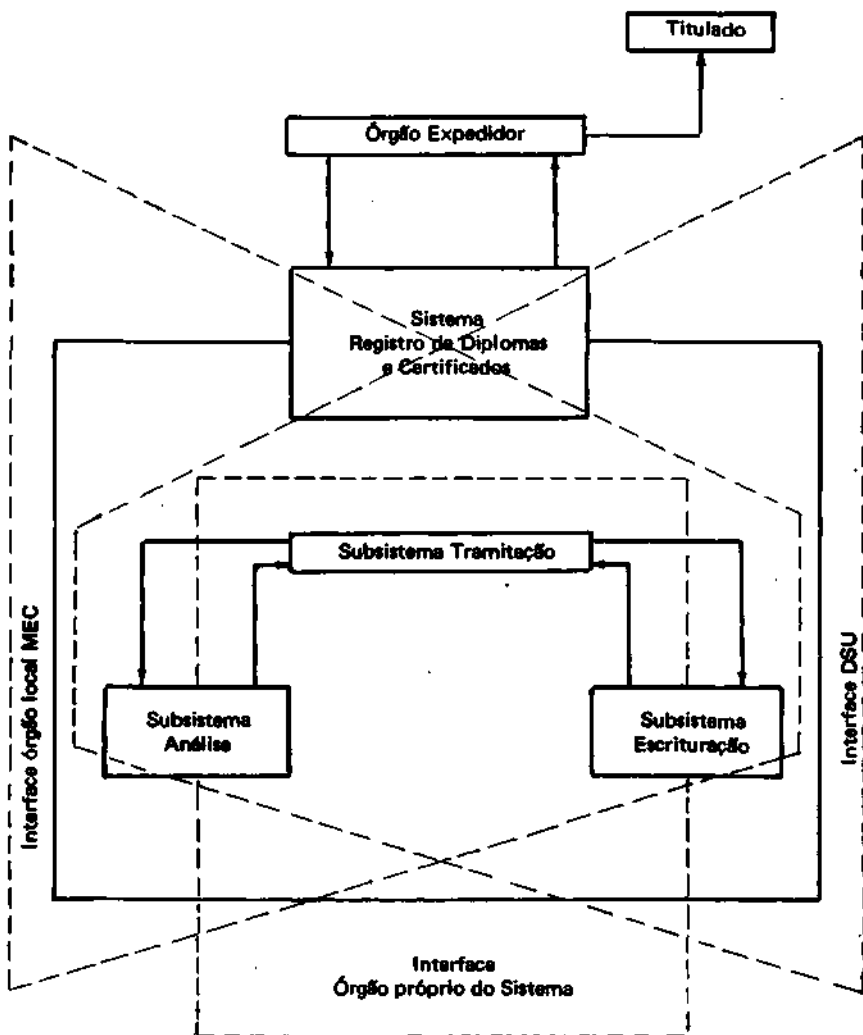 Titulado
Órgão Expedidor
Sistema
Registro de Diplomas
e Certificados
Subsistema Tramitação
Subsistema
Análise
Subsistema
Escrituração
Interface órgão local MEC
Interface DSU
Interface
Órgão próprio do Sistema